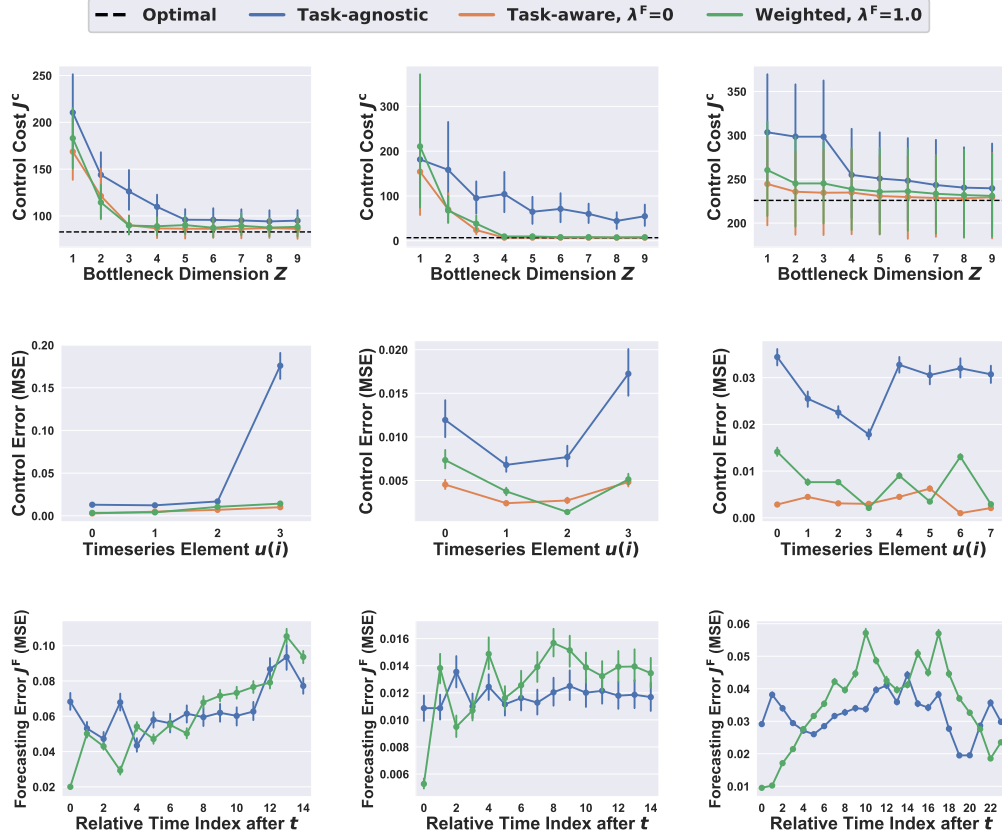 Optimal Task-agnostic Task-aware, λF=0 Weighted, λF=1.0
Control Cost Jc
250
200
150
100
1 2 3 4 5 6 7 8 9
Bottleneck Dimension Z
Control Cost Jc
300
200
100
0
1 2 3 4 5 6 7 8 9
Bottleneck Dimension Z
Control Cost Jc
350
300
250
200
1 2 3 4 5 6 7 8 9
Bottleneck Dimension Z
Control Error (MSE)
0.20
0.15
0.10
0.05
0.00
0 1 2 3
Timeseries Element u(i)
Control Error (MSE)
0.020
0.015
0.010
0.005
0 1 2 3
Timeseries Element u(i)
Control Error (MSE)
0.03
0.02
0.01
0.00
0 1 2 3 4 5 6 7
Timeseries Element u(i)
Forecasting Error JF (MSE)
0.10
0.08
0.06
0.04
0.02
0 2 4 6 8 10 12 14
Relative Time Index after t
Forecasting Error JF (MSE)
0.016
0.014
0.012
0.010
0.008
0.006
0 2 4 6 8 10 12 14
Relative Time Index after t
Forecasting Error JF (MSE)
0.06
0.05
0.04
0.03
0.02
0.01
0 2 4 6 8 10 12 14 16 18 20 22
Relative Time Index after t